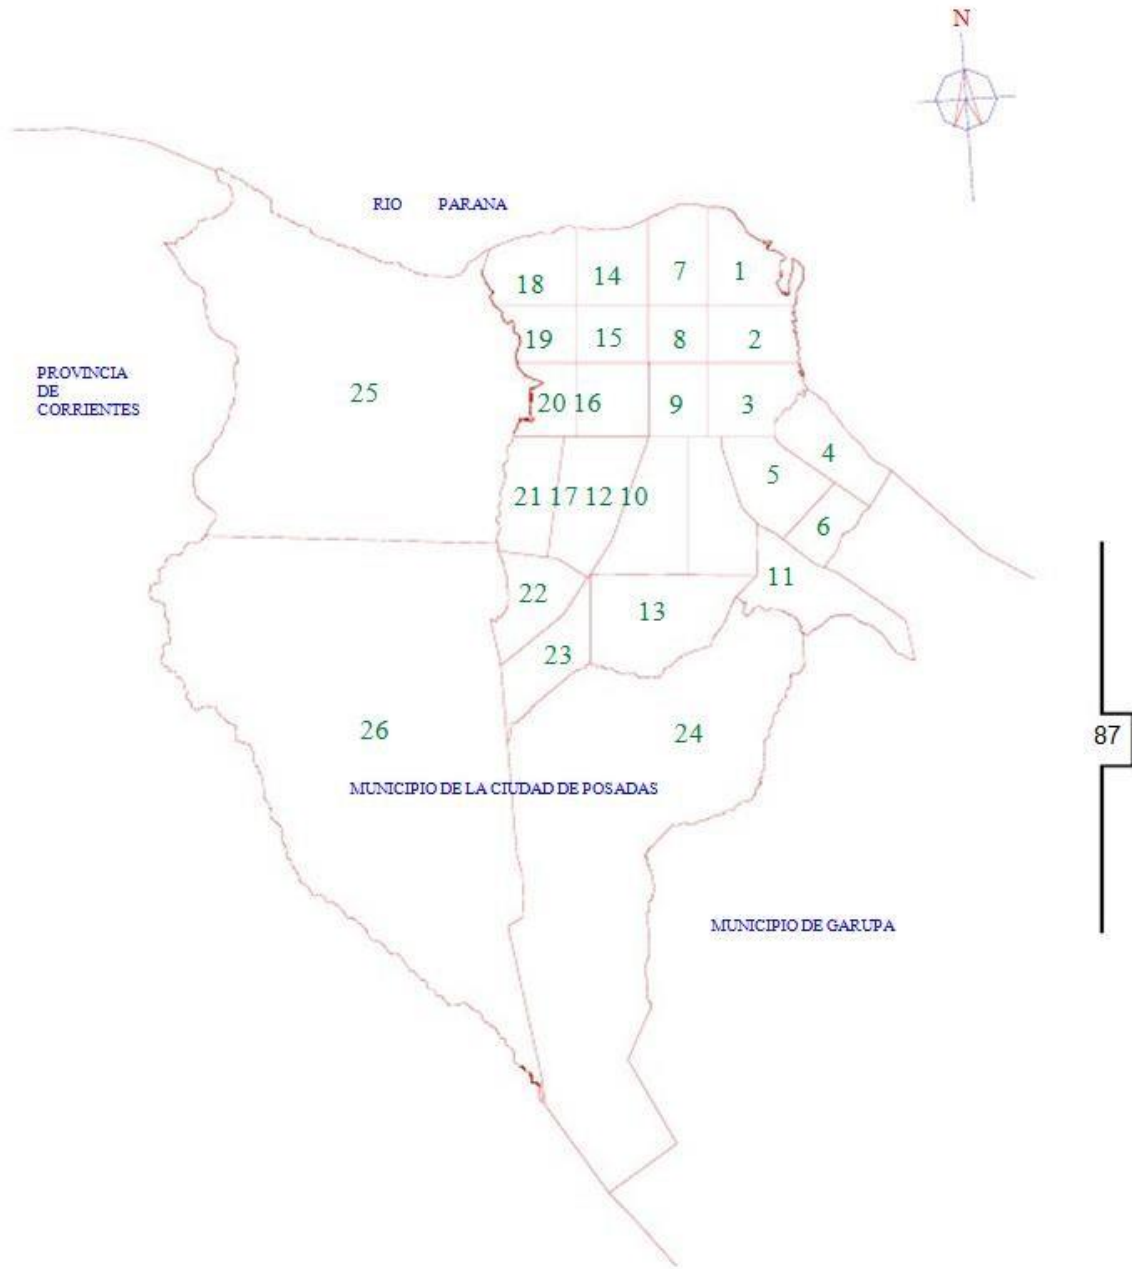 N
RIO PARANA
18 14 7 1
19 15 8 2
PROVINCIA
DE
CORRIENTES
25
20 16 9 3
4
5
21 17 12 10
6
11
22
13
23
26
24
87
MUNICIPIO DE LA CIUDAD DE POSADAS
MUNICIPIO DE GARUPA